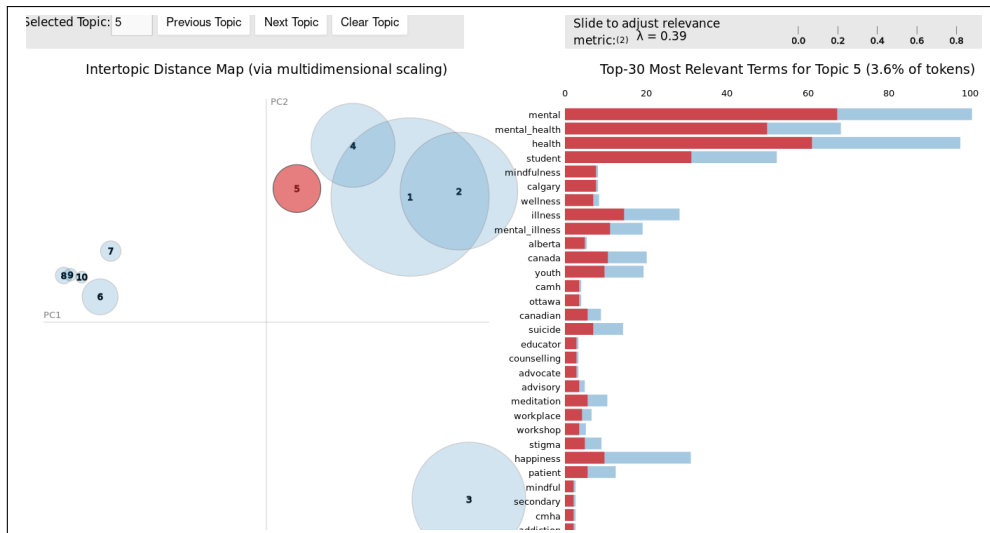 Selected Topic: 5 Previous Topic Next Topic Clear Topic
Slide to adjust relevance
metric:(2) λ = 0.39
0.0 0.2 0.4 0.6 0.8
Intertopic Distance Map (via multidimensional scaling)
PC2
PC1
4
5
1
2
7
8
9
10
6
3
Top-30 Most Relevant Terms for Topic 5 (3.6% of tokens)
0 20 40 60 80 100
mental
mental_health
health
student
mindfulness
calgary
wellness
illness
mental_illness
alberta
canada
youth
camh
ottawa
canadian
suicide
educator
counselling
advocate
advisory
meditation
workplace
workshop
stigma
happiness
patient
mindful
secondary
cmha
addiction